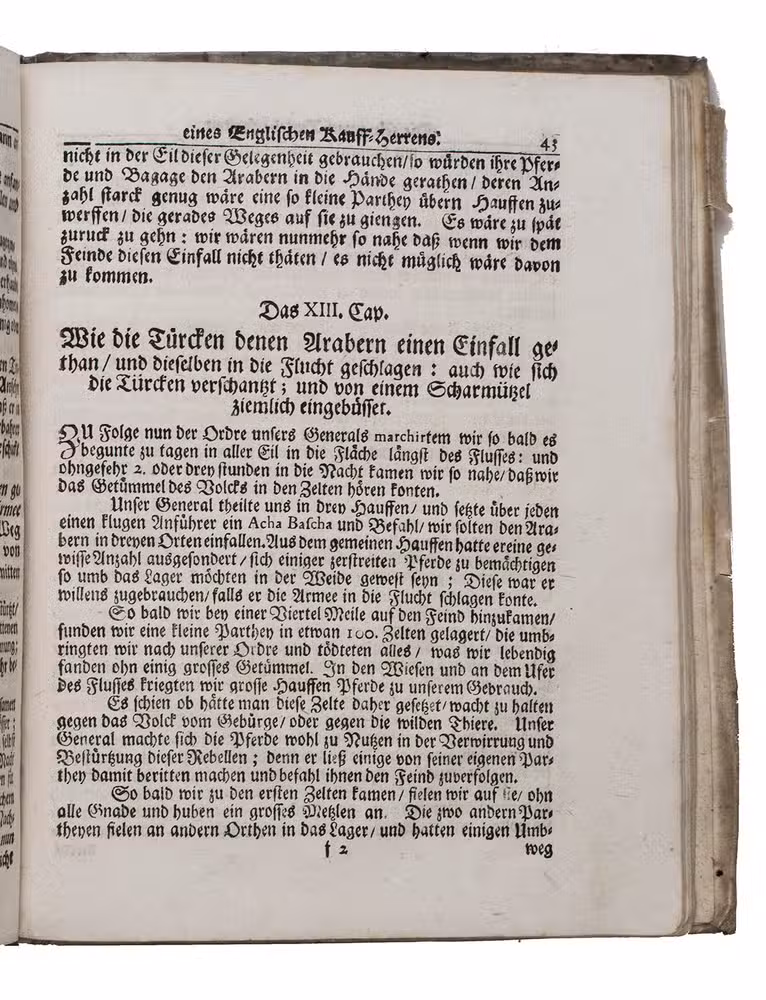 eines Englischen Kauff-Herrens. 43
nicht in der Eil dieser Gelegenheit gebrauchen/ so würden ihre Pfer-
de und Bagage den Arabern in die Hände gerathen/ deren An-
zahl starck genug wäre eine so kleine Parthey übern Hauffen zu-
werffen/ die gerades Weges auf sie zu giengen. Es wäre zu spät
zuruck zu gehn: wir wären nunmehr so nahe daß wenn wir dem
Feinde diesen Einfall nicht thäten/ es nicht müglich wäre davon
zu kommen.
Das XIII. Cap.
Wie die Türcken denen Arabern einen Einfall ge-
than/ und dieselben in die Flucht geschlagen: auch wie sich
die Türcken verschantzt; und von einem Scharmützel
ziemlich eingebüsset.
ZU Folge nun der Ordre unsers Generals marchirtem wir so bald es
begunte zu tagen in aller Eil in die Fläche längst des Flusses: und
ohngefehr 2. oder drey stunden in die Nacht kamen wir so nahe/ daß wir
das Getümmel des Volcks in den Zelten hören konten.
Unser General theilte uns in drey Hauffen/ und setzte über jeden
einen klugen Anführer ein Acha Bascha und Befahl/ wir solten den Ara-
bern in dreyen Orten einfallen. Aus dem gemeinen Hauffen hatte er eine ge-
wisse Anzahl ausgesondert/ sich einiger zerstreiten Pferde zu bemächtigen
so umb das Lager möchten in der Weide gewest seyn; Diese war er
willens zugebrauchen/ falls er die Armee in die Flucht schlagen konte.
So bald wir bey einer Viertel Meile auf den Feind hinzukamen/
funden wir eine kleine Parthey in etwan 100. Zelten gelagert/ die umb-
ringten wir nach unserer Ordre und tödteten alles/ was wir lebendig
fanden ohn einig grosses Getümmel. In den Wiesen und an dem Ufer
des Flusses kriegten wir grosse Hauffen Pferde zu unserem Gebrauch.
Es schien ob hätte man diese Zelte daher gesetzet/ wacht zu halten
gegen das Volck vom Gebürge/ oder gegen die wilden Thiere. Unser
General machte sich die Pferde wohl zu Nutzen in der Verwirrung und
Bestürtzung dieser Rebellen; denn er ließ einige von seiner eigenen Par-
they damit beritten machen und befahl ihnen den Feind zuverfolgen.
So bald wir zu den ersten Zelten kamen/ fielen wir auf sie/ ohn
alle Gnade und huben ein grosses Metzlen an. Die zwo andern Par-
theyen fielen an andern Orthen in das Lager/ und hatten einigen Umb-
f 2 weg